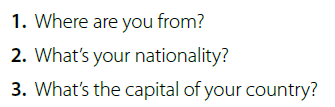 1. Where are you from?
2. What’s your nationality?
3. What’s the capital of your country?